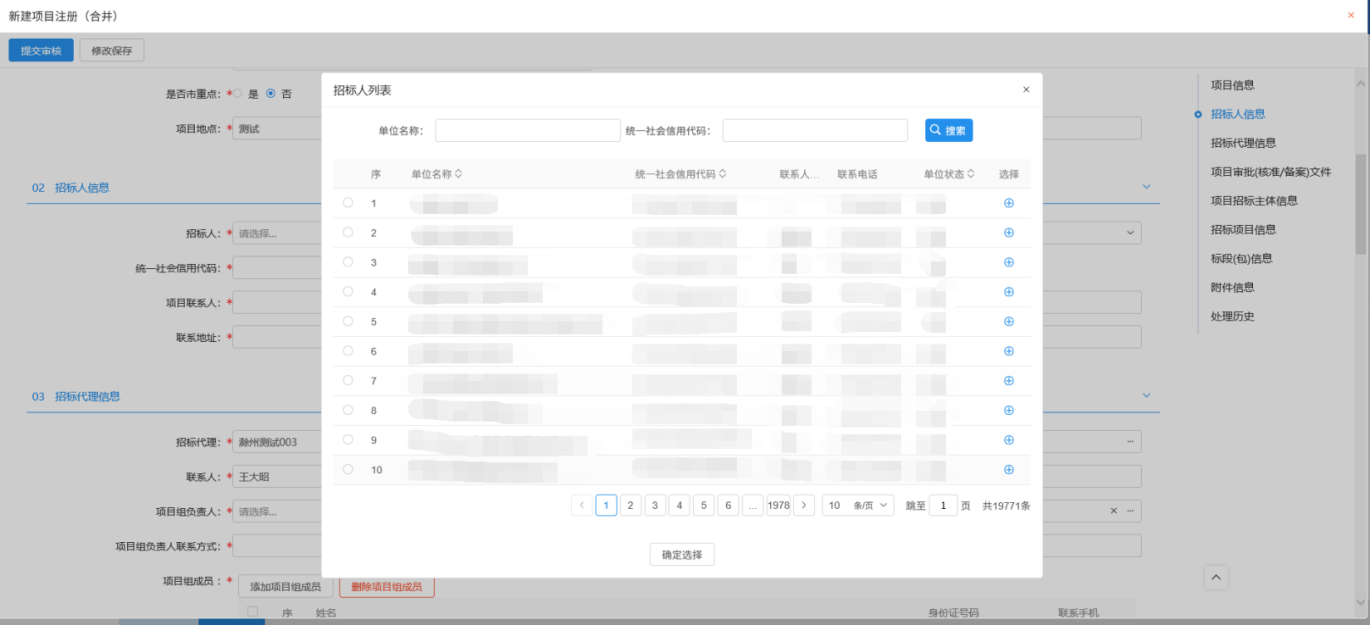 新建项目注册（合并） ×
提交审核 修改保存
是否市重点：* 是 否
项目地点：* 测试
02 招标人信息
招标人：* 请选择...
统一社会信用代码：*
项目联系人：*
联系地址：*
03 招标代理信息
招标代理：* 滁州测试003 ...
联系人：* 王大昭
项目组负责人：* 请选择... × ...
项目组负责人联系方式：*
项目组成员：* 添加项目组成员 删除项目组成员
序 姓名 身份证号码 联系手机
招标人列表 ×
单位名称： 统一社会信用代码： 搜索
序 单位名称 统一社会信用代码 联系人... 联系电话 单位状态 选择
1
2
3
4
5
6
7
8
9
10
< 1 2 3 4 5 6 ... 1978 > 10 条/页 跳至 1 页 共19771条
确定选择
项目信息
招标人信息
招标代理信息
项目审批(核准/备案)文件
项目招标主体信息
招标项目信息
标段(包)信息
附件信息
处理历史